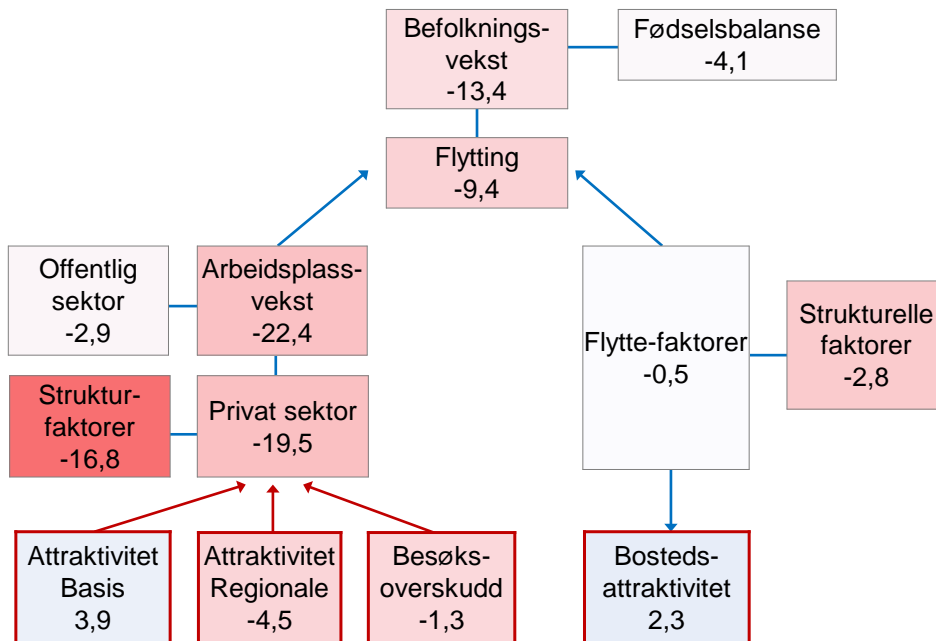 Befolknings-
vekst
-13,4
Fødselsbalanse
-4,1
Flytting
-9,4
Offentlig
sektor
-2,9
Arbeidsplass-
vekst
-22,4
Flytte-faktorer
-0,5
Strukturelle
faktorer
-2,8
Struktur-
faktorer
-16,8
Privat sektor
-19,5
Attraktivitet
Basis
3,9
Attraktivitet
Regionale
-4,5
Besøks-
overskudd
-1,3
Bosteds-
attraktivitet
2,3